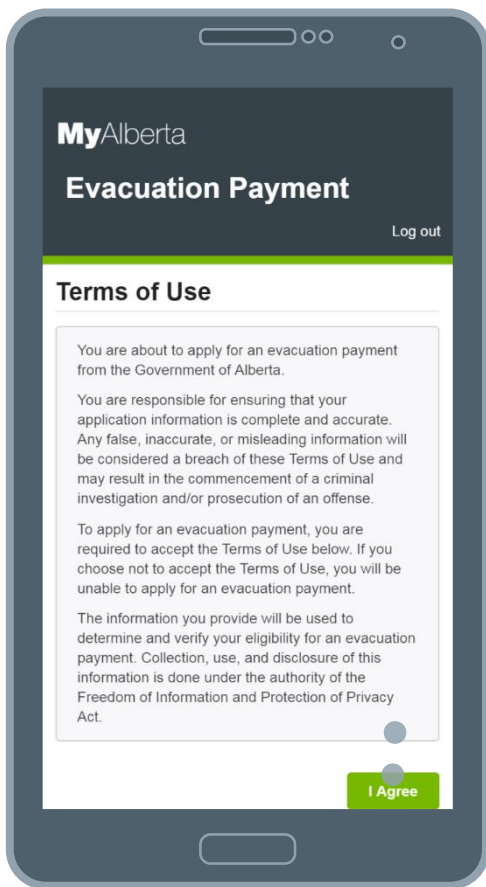 MyAlberta
Evacuation Payment
Log out
Terms of Use
You are about to apply for an evacuation payment
from the Government of Alberta.
You are responsible for ensuring that your
application information is complete and accurate.
Any false, inaccurate, or misleading information will
be considered a breach of these Terms of Use and
may result in the commencement of a criminal
investigation and/or prosecution of an offense.
To apply for an evacuation payment, you are
required to accept the Terms of Use below. If you
choose not to accept the Terms of Use, you will be
unable to apply for an evacuation payment.
The information you provide will be used to
determine and verify your eligibility for an evacuation
payment. Collection, use, and disclosure of this
information is done under the authority of the
Freedom of Information and Protection of Privacy
Act.
I Agree